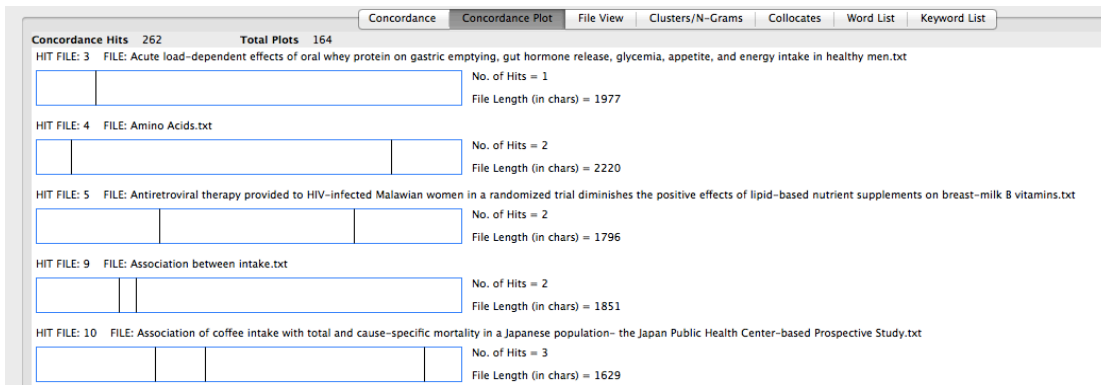 Concordance Concordance Plot File View Clusters/N-Grams Collocates Word List Keyword List
Concordance Hits 262 Total Plots 164
HIT FILE: 3 FILE: Acute load-dependent effects of oral whey protein on gastric emptying, gut hormone release, glycemia, appetite, and energy intake in healthy men.txt
No. of Hits = 1
File Length (in chars) = 1977
HIT FILE: 4 FILE: Amino Acids.txt
No. of Hits = 2
File Length (in chars) = 2220
HIT FILE: 5 FILE: Antiretroviral therapy provided to HIV-infected Malawian women in a randomized trial diminishes the positive effects of lipid-based nutrient supplements on breast-milk B vitamins.txt
No. of Hits = 2
File Length (in chars) = 1796
HIT FILE: 9 FILE: Association between intake.txt
No. of Hits = 2
File Length (in chars) = 1851
HIT FILE: 10 FILE: Association of coffee intake with total and cause-specific mortality in a Japanese population- the Japan Public Health Center-based Prospective Study.txt
No. of Hits = 3
File Length (in chars) = 1629